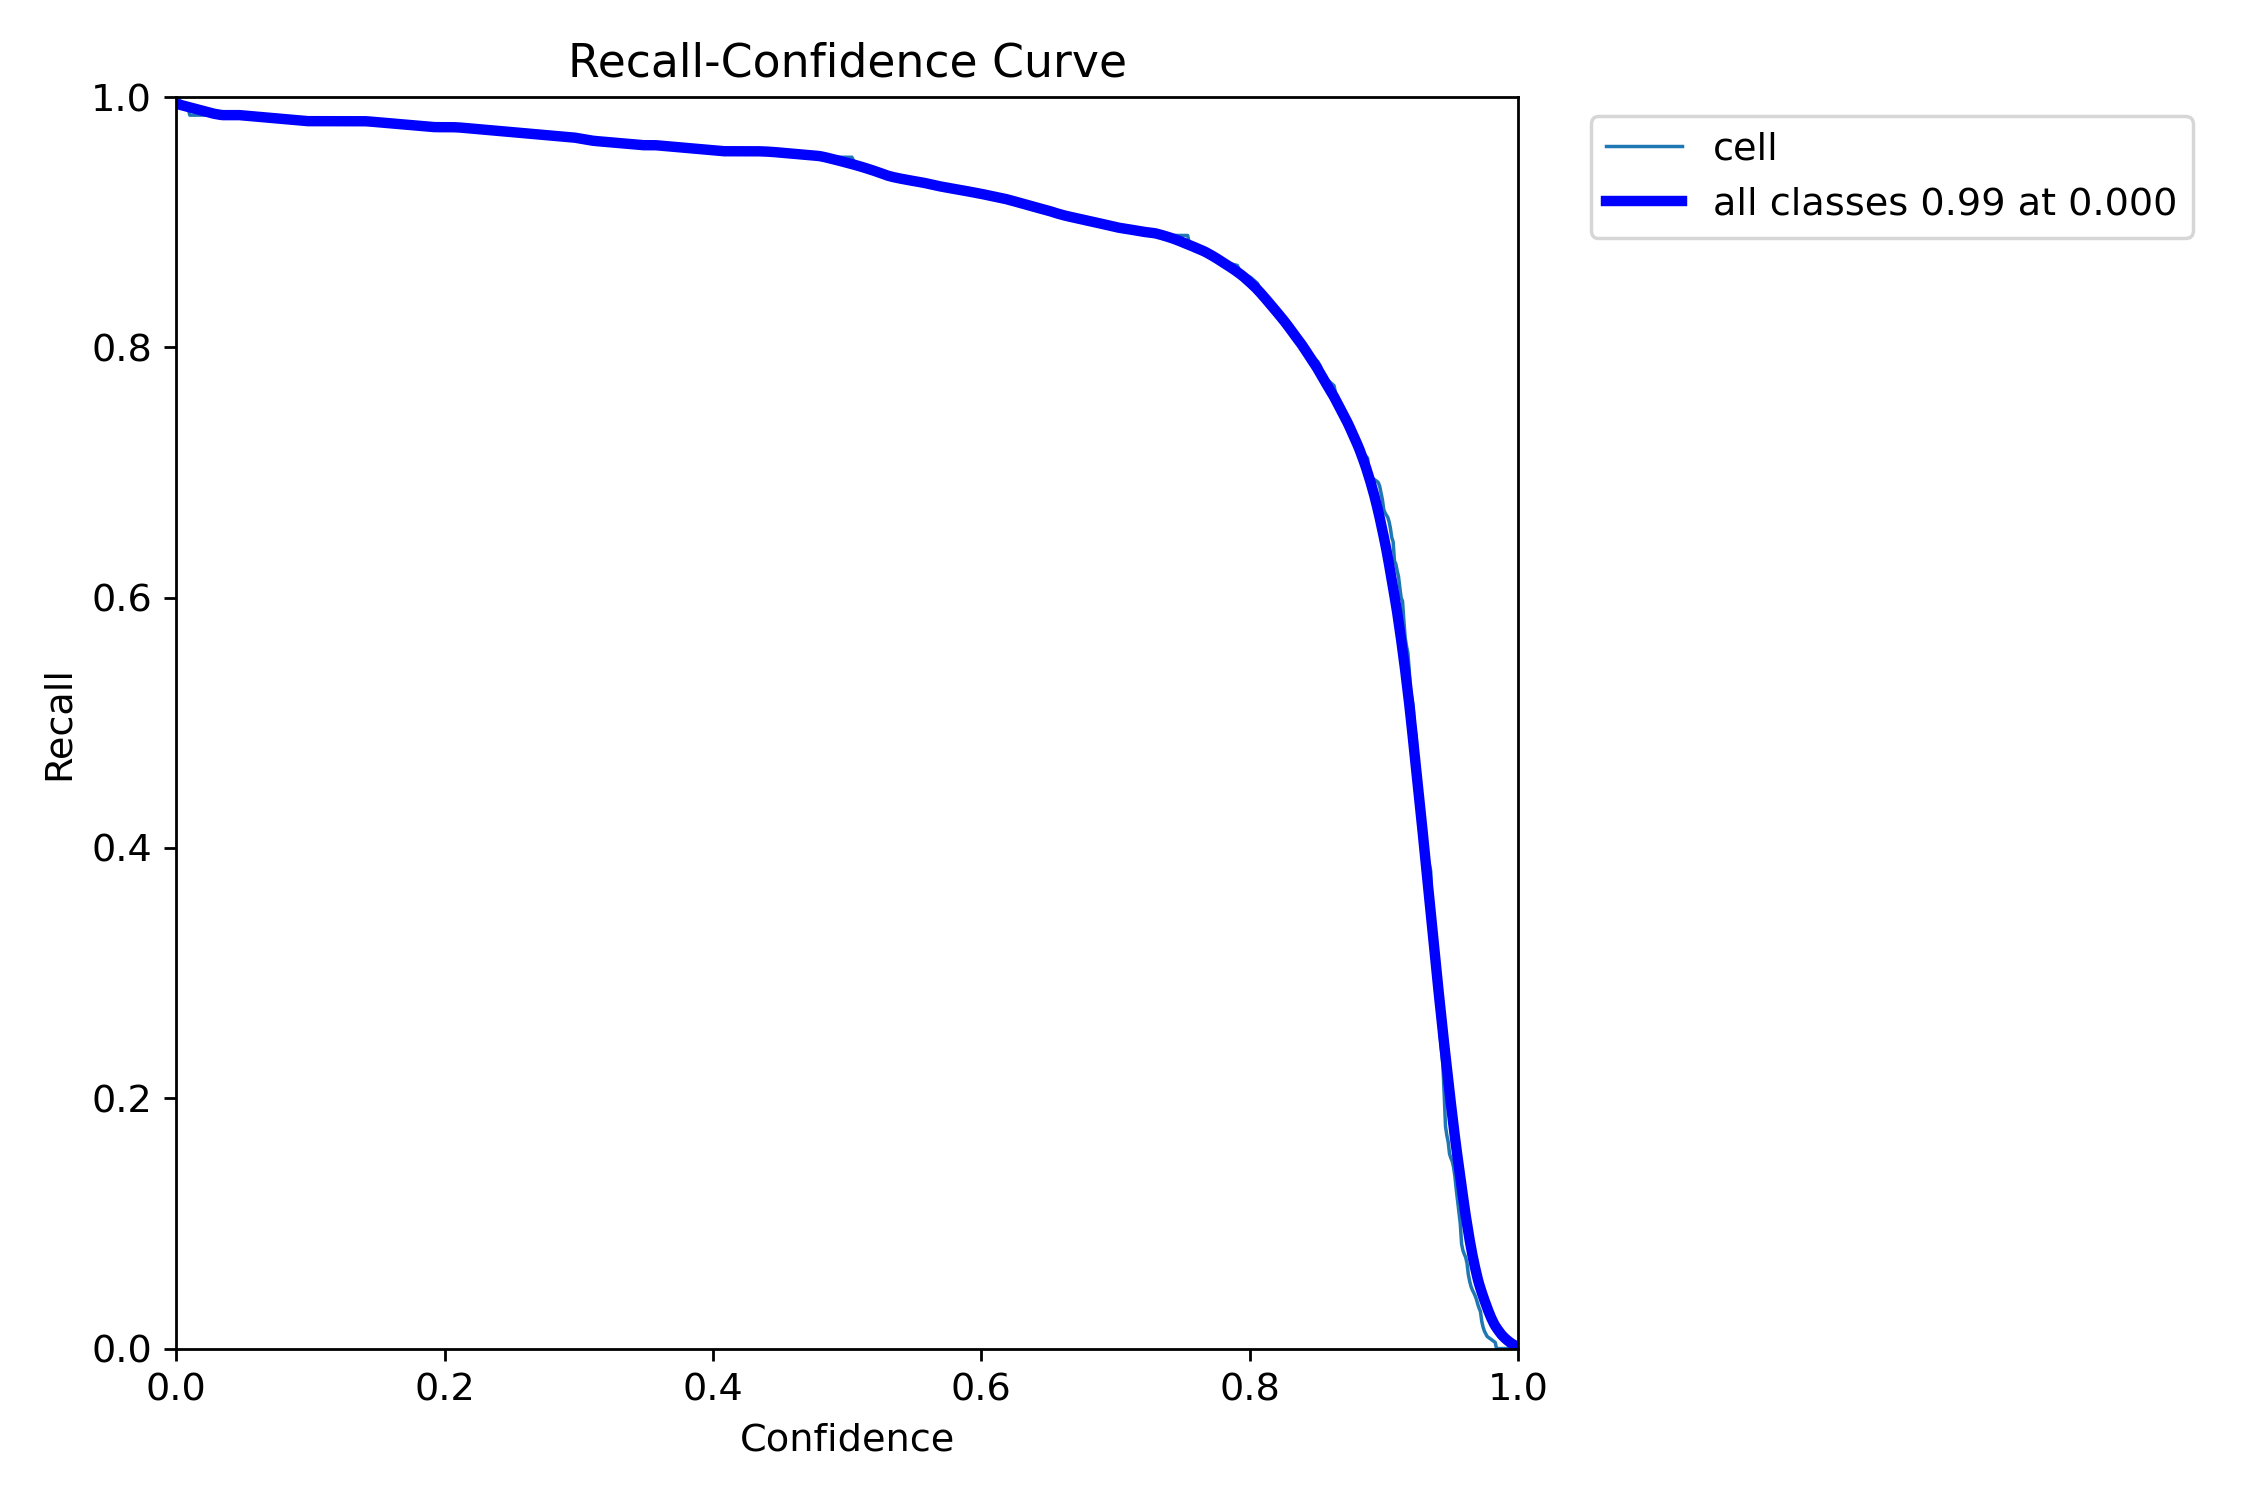 Recall-Confidence Curve
1.0
0.8
0.6
0.4
0.2
0.0
Recall
0.0 0.2 0.4 0.6 0.8 1.0
Confidence
cell
all classes 0.99 at 0.000